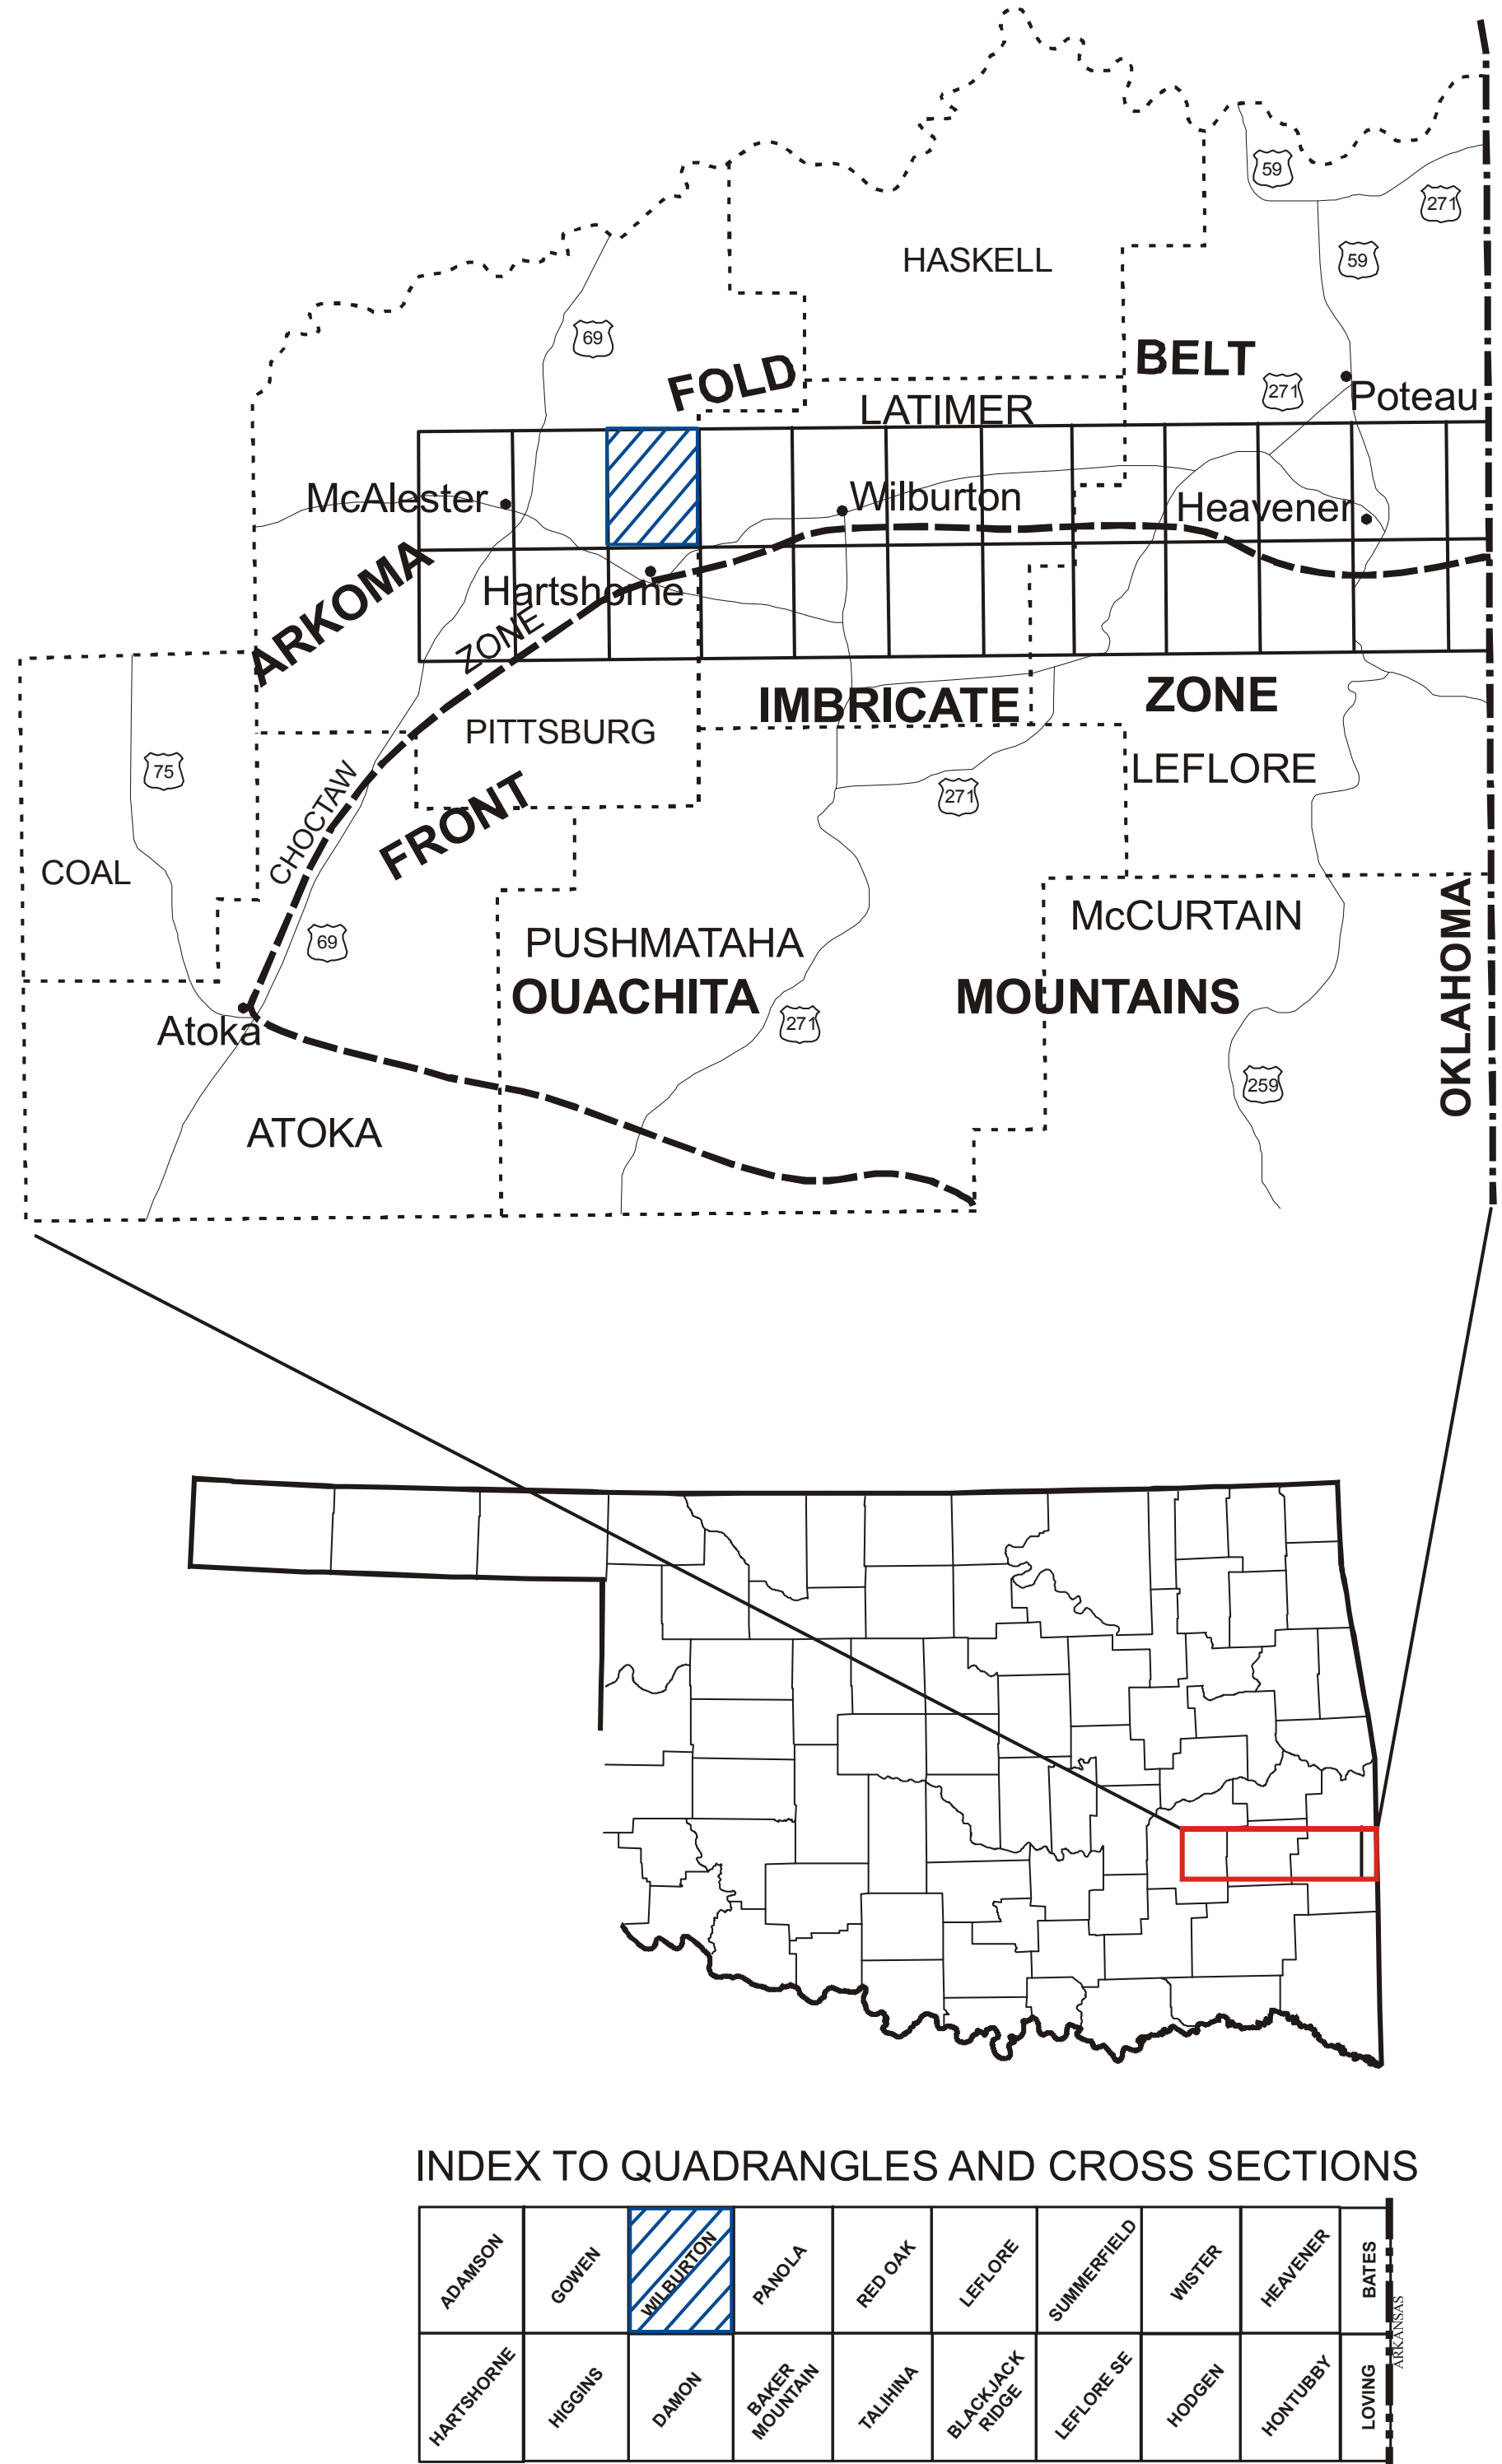 59
271
HASKELL
59
69
BELT
FOLD
271
Poteau
LATIMER
McAlester
Wilburton
Heavener
ARKOMA
Hartshorne
ZONE
IMBRICATE
ZONE
PITTSBURG
LEFLORE
75
CHOCTAW
271
FRONT
COAL
69
PUSHMATAHA
McCURTAIN
OUACHITA
MOUNTAINS
OKLAHOMA
Atoka
271
259
ATOKA
INDEX TO QUADRANGLES AND CROSS SECTIONS
ADAMSON
GOWEN
WILBURTON
PANOLA
RED OAK
LEFLORE
SUMMERFIELD
WISTER
HEAVENER
BATES
ARKANSAS
HARTSHORNE
HIGGINS
DAMON
BAKER
MOUNTAIN
TALIHINA
BLACKJACK
RIDGE
LEFLORE SE
HODGEN
HONTUBBY
LOVING